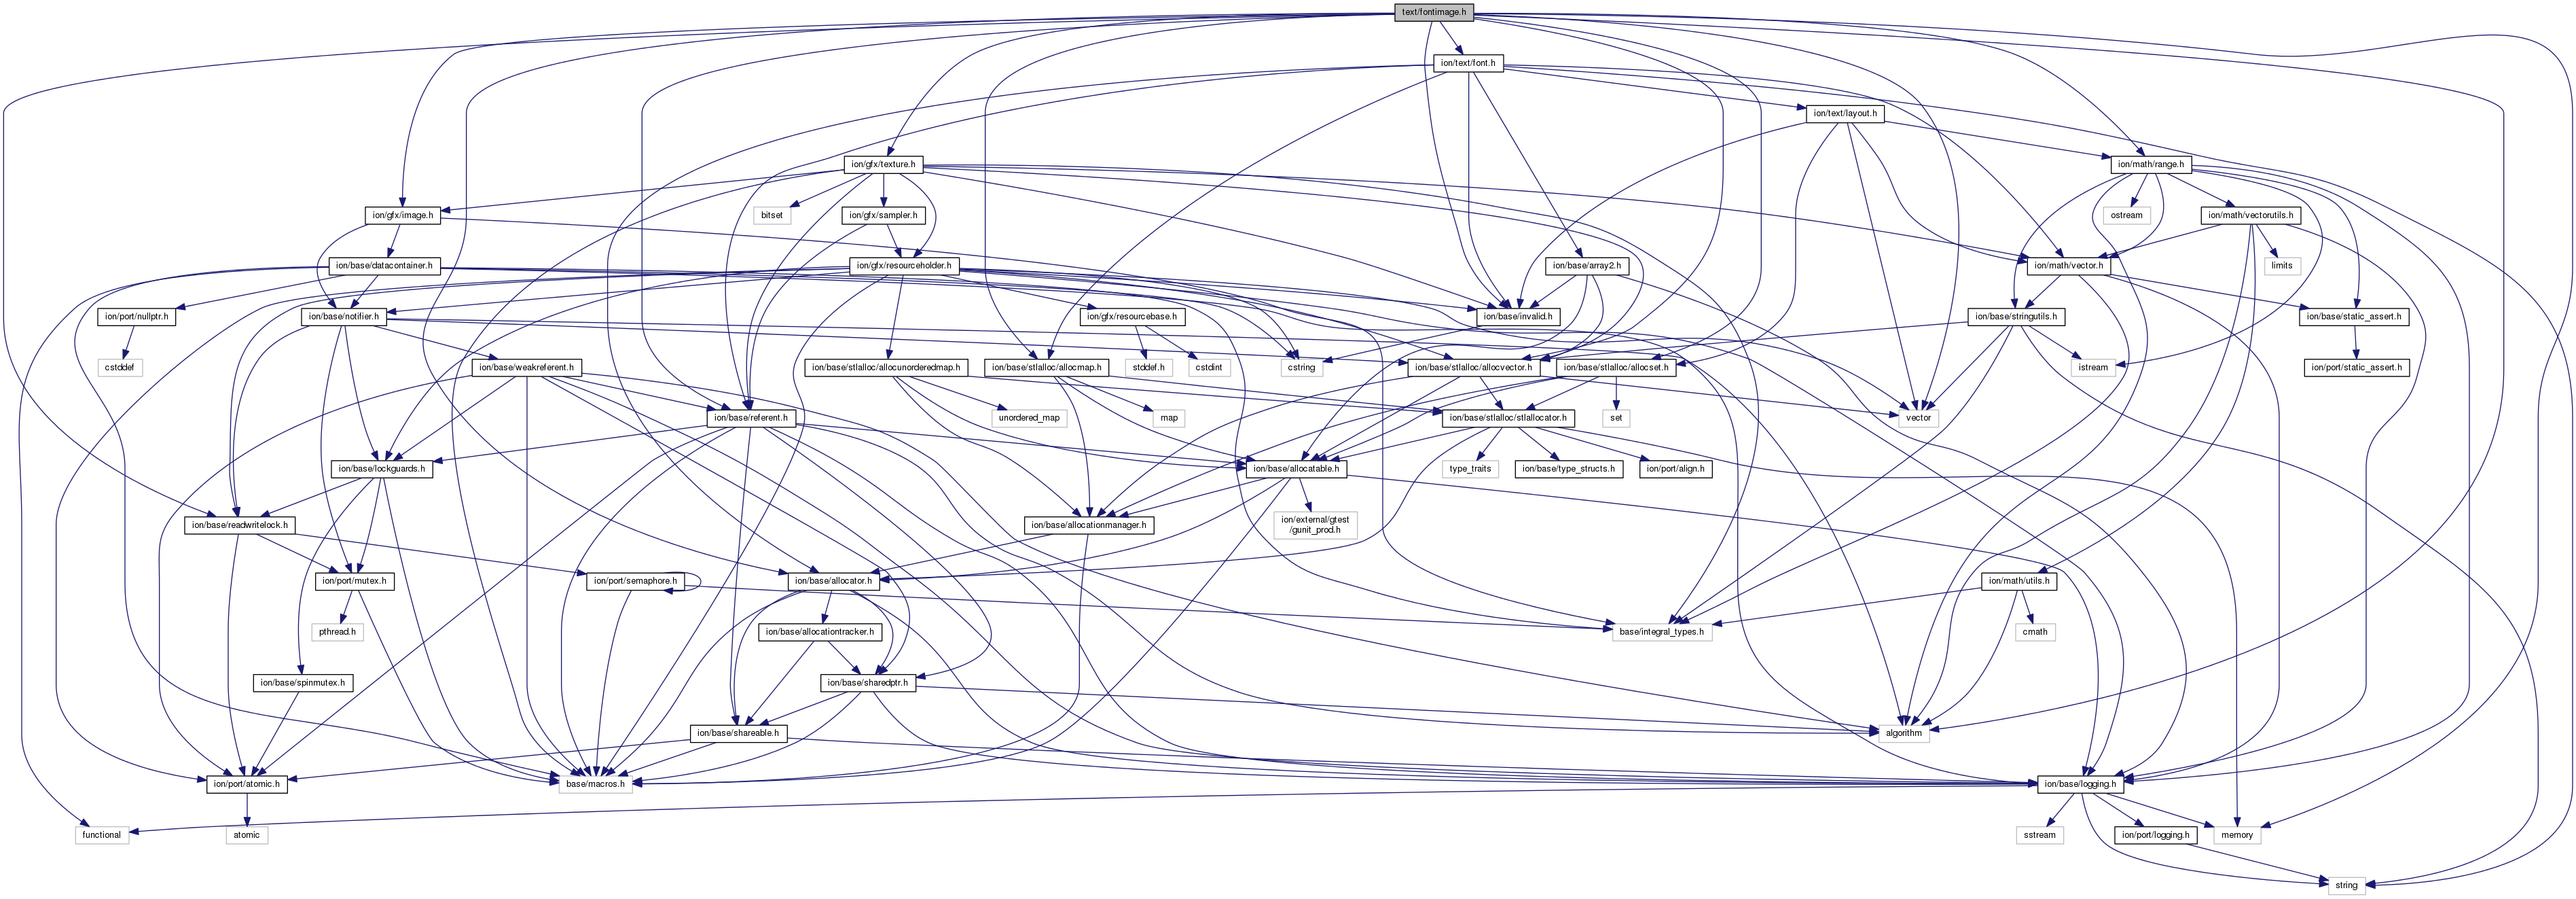 text/fontimage.h
ion/text/font.h
ion/text/layout.h
ion/gfx/texture.h
ion/math/range.h
ion/gfx/image.h
bitset
ion/gfx/sampler.h
ostream
ion/math/vectorutils.h
ion/base/datacontainer.h
ion/gfx/resourceholder.h
ion/base/array2.h
ion/math/vector.h
limits
ion/port/nullptr.h
ion/base/notifier.h
ion/gfx/resourcebase.h
ion/base/invalid.h
ion/base/stringutils.h
ion/base/static_assert.h
cstddef
ion/base/weakreferent.h
ion/base/stlalloc/allocunorderedmap.h
ion/base/stlalloc/allocmap.h
stddef.h
cstdint
cstring
ion/base/stlalloc/allocvector.h
ion/base/stlalloc/allocset.h
istream
ion/port/static_assert.h
ion/base/referent.h
unordered_map
map
ion/base/stlalloc/stlallocator.h
set
vector
ion/base/lockguards.h
ion/base/allocatable.h
type_traits
ion/base/type_structs.h
ion/port/align.h
ion/base/readwritelock.h
ion/base/allocationmanager.h
ion/external/gtest
/gunit_prod.h
ion/port/mutex.h
ion/port/semaphore.h
ion/base/allocator.h
ion/math/utils.h
pthread.h
ion/base/allocationtracker.h
base/integral_types.h
cmath
ion/base/spinmutex.h
ion/base/sharedptr.h
ion/base/shareable.h
algorithm
ion/port/atomic.h
base/macros.h
ion/base/logging.h
functional
atomic
sstream
ion/port/logging.h
memory
string